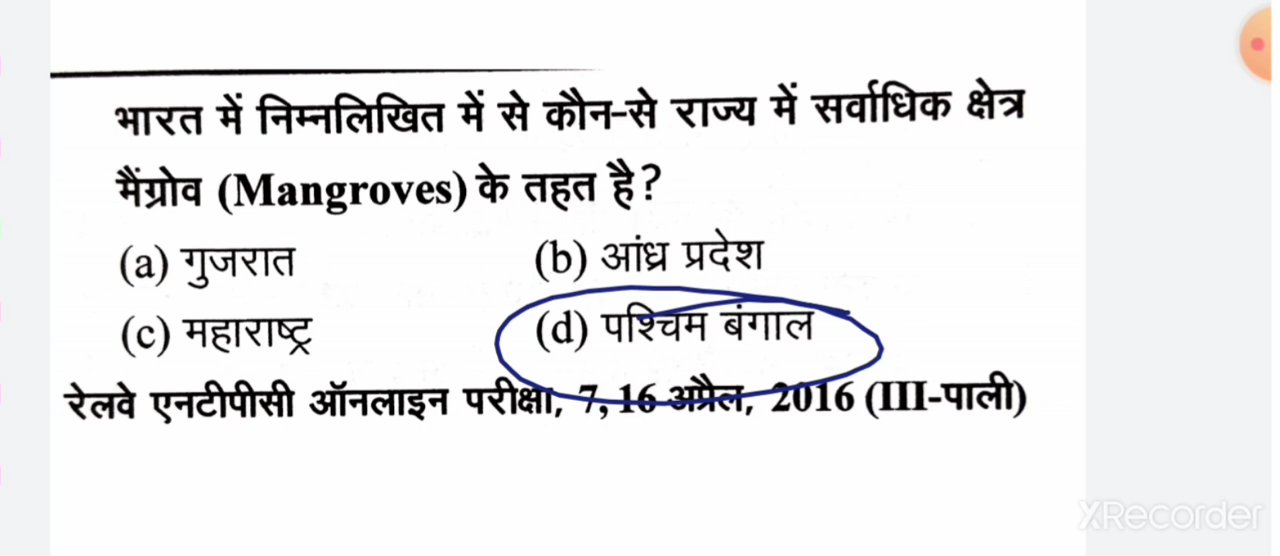 भारत में निम्नलिखित में से कौन-से राज्य में सर्वाधिक क्षेत्र
मैंग्रोव (Mangroves) के तहत है?
(a) गुजरात (b) आंध्र प्रदेश
(c) महाराष्ट्र (d) पश्चिम बंगाल
रेलवे एनटीपीसी ऑनलाइन परीक्षा, 7, 16 अप्रैल, 2016 (III-पाली)
XRecorder